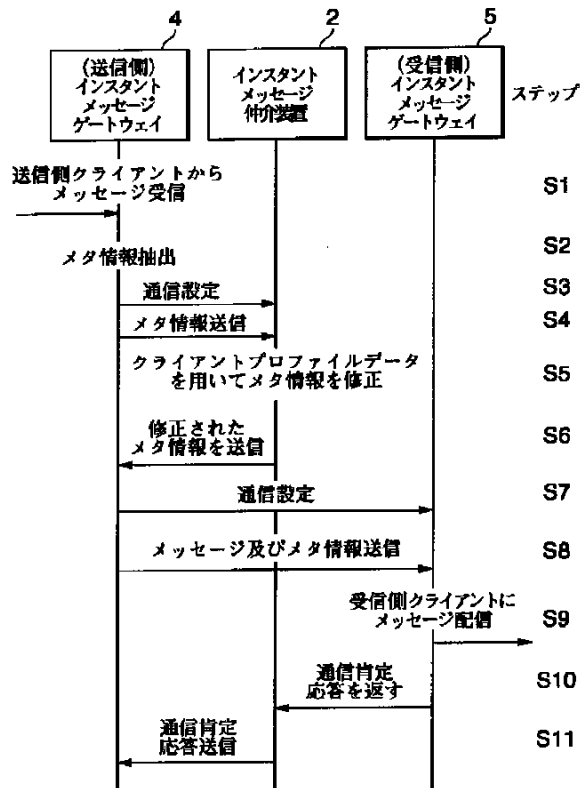 4
2
5
(送信側)
インスタント
メッセージ
ゲートウェイ
インスタント
メッセージ
仲介装置
(受信側)
インスタント
メッセージ
ゲートウェイ
ステップ
送信側クライアントから
メッセージ受信
S1
メタ情報抽出
S2
通信設定
S3
メタ情報送信
S4
クライアントプロファイルデータ
を用いてメタ情報を修正
S5
修正された
メタ情報を送信
S6
通信設定
S7
メッセージ及びメタ情報送信
S8
受信側クライアントに
メッセージ配信
S9
通信肯定
応答を返す
S10
通信肯定
応答送信
S11